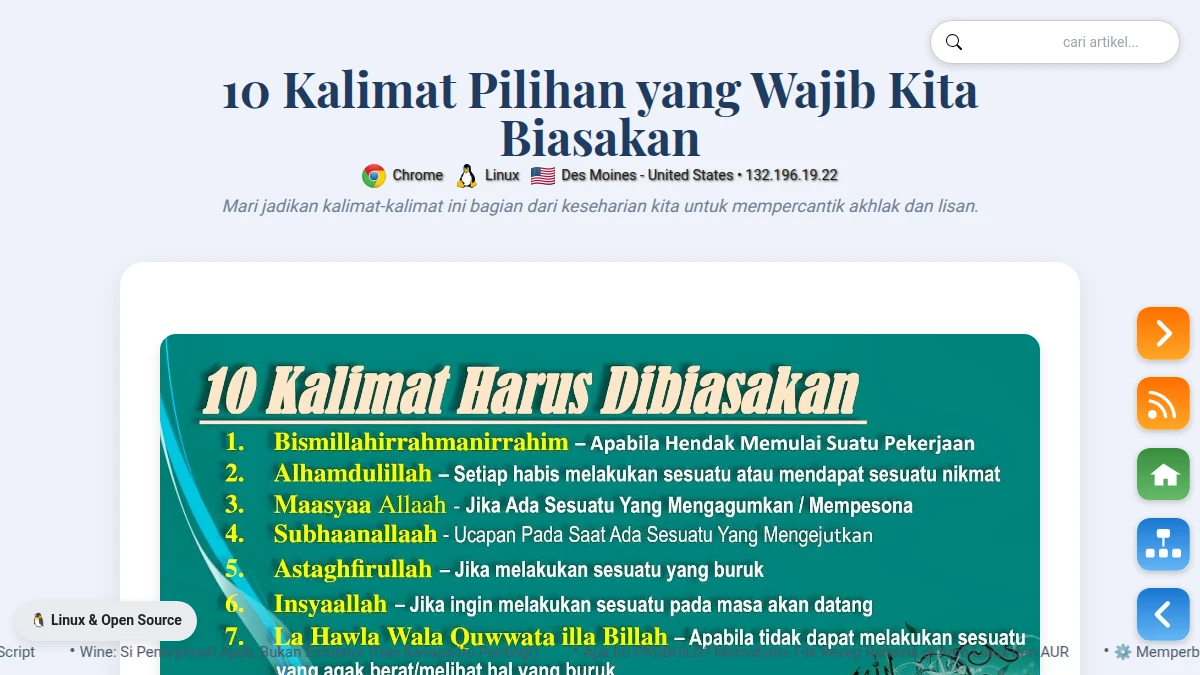 cari artikel...
10 Kalimat Pilihan yang Wajib Kita
Biasakan
Chrome Linux Des Moines - United States • 132.196.19.22
Mari jadikan kalimat-kalimat ini bagian dari keseharian kita untuk mempercantik akhlak dan lisan.
10 Kalimat Harus Dibiasakan
1. Bismillahirrahmanirrahim – Apabila Hendak Memulai Suatu Pekerjaan
2. Alhamdulillah – Setiap habis melakukan sesuatu atau mendapat sesuatu nikmat
3. Maasyaa Allaah - Jika Ada Sesuatu Yang Mengagumkan / Mempesona
4. Subhaanallaah - Ucapan Pada Saat Ada Sesuatu Yang Mengejutkan
5. Astaghfirullah – Jika melakukan sesuatu yang buruk
6. Insyaallah – Jika ingin melakukan sesuatu pada masa akan datang
Linux & Open Source
7. La Hawla Wala Quwwata illa Billah – Apabila tidak dapat melakukan sesuatu
yang agak berat/melihat hal yang buruk
Script • Wine: Si Penerjemah Bukan AUR • Memperb